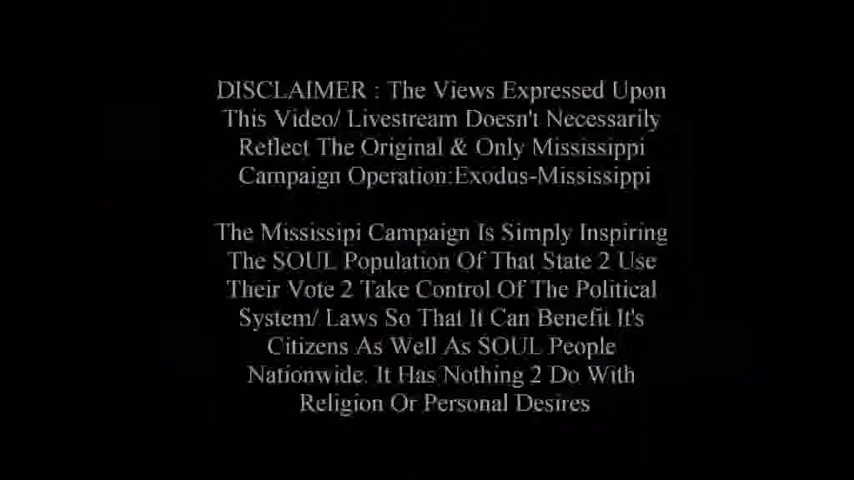 DISCLAIMER : The Views Expressed Upon
This Video/ Livestream Doesn't Necessarily
Reflect The Original & Only Mississippi
Campaign Operation:Exodus-Mississippi
The Mississipi Campaign Is Simply Inspiring
The SOUL Population Of That State 2 Use
Their Vote 2 Take Control Of The Political
System/ Laws So That It Can Benefit It's
Citizens As Well As SOUL People
Nationwide. It Has Nothing 2 Do With
Religion Or Personal Desires